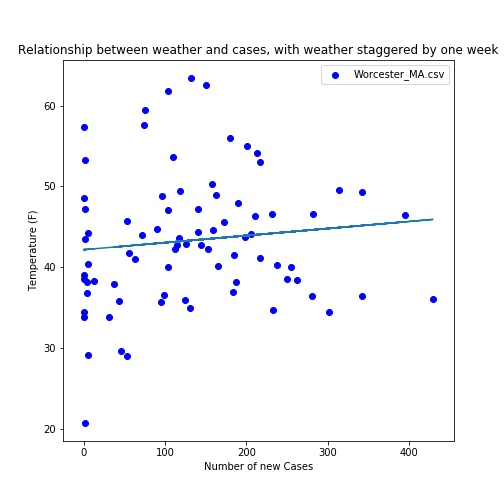 Relationship between weather and cases, with weather staggered by one week
Worcester_MA.csv
60
50
40
30
20
Temperature (F)
0 100 200 300 400
Number of new Cases